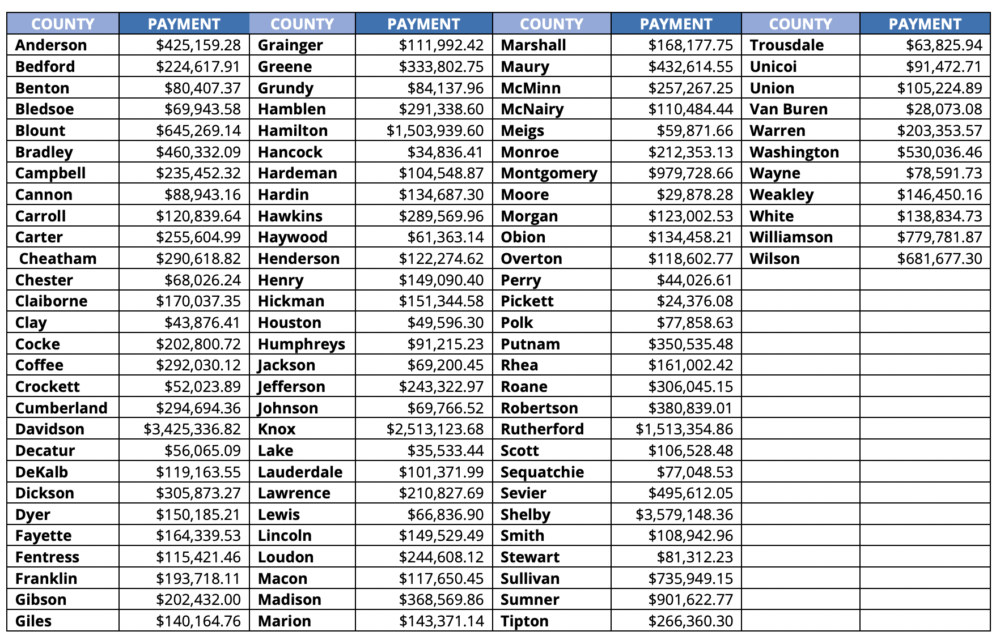 COUNTY PAYMENT COUNTY PAYMENT COUNTY PAYMENT COUNTY PAYMENT
Anderson $425,159.28 Grainger $111,992.42 Marshall $168,177.75 Trousdale $63,825.94
Bedford $224,617.91 Greene $333,802.75 Maury $432,614.55 Unicoi $91,472.71
Benton $80,407.37 Grundy $84,137.96 McMinn $257,267.25 Union $105,224.89
Bledsoe $69,943.58 Hamblen $291,338.60 McNairy $110,484.44 Van Buren $28,073.08
Blount $645,269.14 Hamilton $1,503,939.60 Meigs $59,871.66 Warren $203,353.57
Bradley $460,332.09 Hancock $34,836.41 Monroe $212,353.13 Washington $530,036.46
Campbell $235,452.32 Hardeman $104,548.87 Montgomery $979,728.66 Wayne $78,591.73
Cannon $88,943.16 Hardin $134,687.30 Moore $29,878.28 Weakley $146,450.16
Carroll $120,839.64 Hawkins $289,569.96 Morgan $123,002.53 White $138,834.73
Carter $255,604.99 Haywood $61,363.14 Obion $134,458.21 Williamson $779,781.87
Cheatham $290,618.82 Henderson $122,274.62 Overton $118,602.77 Wilson $681,677.30
Chester $68,026.24 Henry $149,090.40 Perry $44,026.61
Claiborne $170,037.35 Hickman $151,344.58 Pickett $24,376.08
Clay $43,876.41 Houston $49,596.30 Polk $77,858.63
Cocke $202,800.72 Humphreys $91,215.23 Putnam $350,535.48
Coffee $292,030.12 Jackson $69,200.45 Rhea $161,002.42
Crockett $52,023.89 Jefferson $243,322.97 Roane $306,045.15
Cumberland $294,694.36 Johnson $69,766.52 Robertson $380,839.01
Davidson $3,425,336.82 Knox $2,513,123.68 Rutherford $1,513,354.86
Decatur $56,065.09 Lake $35,533.44 Scott $106,528.48
DeKalb $119,163.55 Lauderdale $101,371.99 Sequatchie $77,048.53
Dickson $305,873.27 Lawrence $210,827.69 Sevier $495,612.05
Dyer $150,185.21 Lewis $66,836.90 Shelby $3,579,148.36
Fayette $164,339.53 Lincoln $149,529.49 Smith $108,942.96
Fentress $115,421.46 Loudon $244,608.12 Stewart $81,312.23
Franklin $193,718.11 Macon $117,650.45 Sullivan $735,949.15
Gibson $202,432.00 Madison $368,569.86 Sumner $901,622.77
Giles $140,164.76 Marion $143,371.14 Tipton $266,360.30